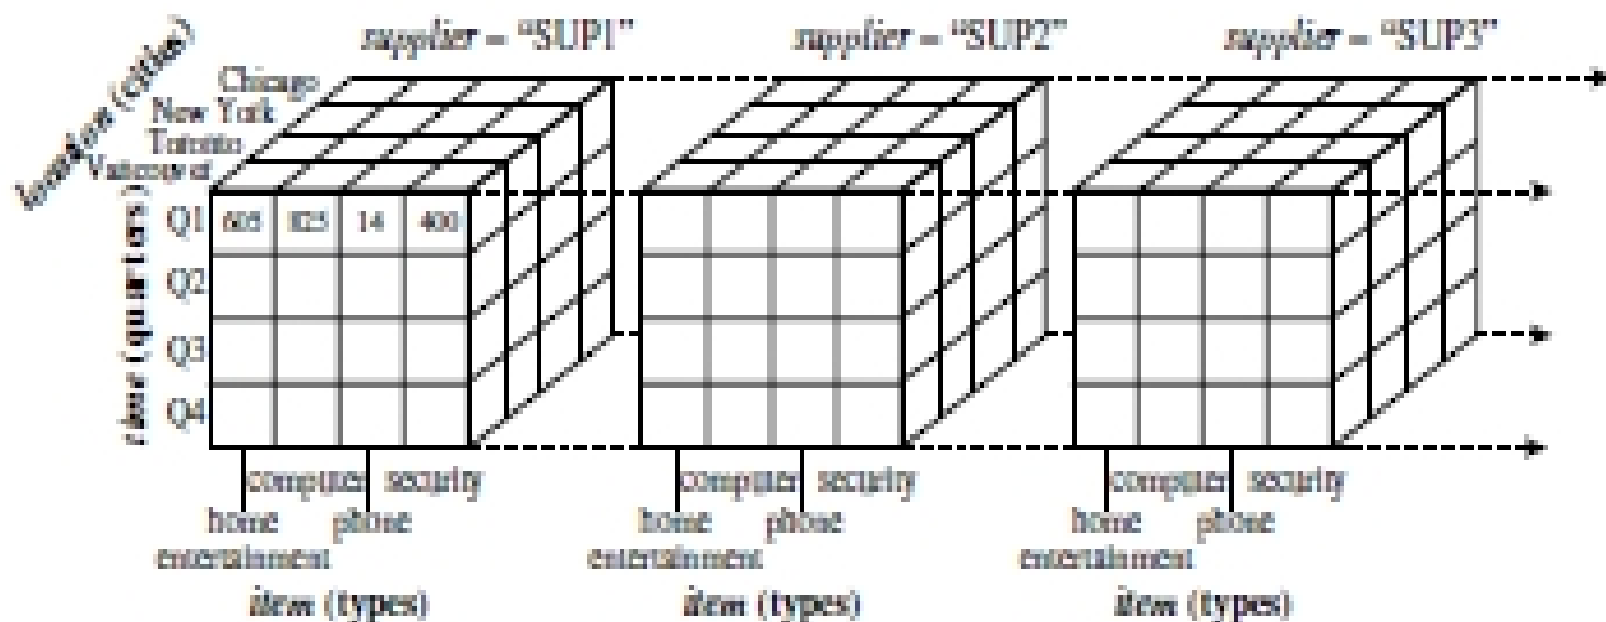 supplier = "SUP1" supplier = "SUP2" supplier = "SUP3"
location (cities)
Chicago
New York
Toronto
Vancouver
time (quarters)
Q1 605 825 14 400
Q2
Q3
Q4
computer security computer security computer security
home phone home phone home phone
entertainment entertainment entertainment
item (types) item (types) item (types)